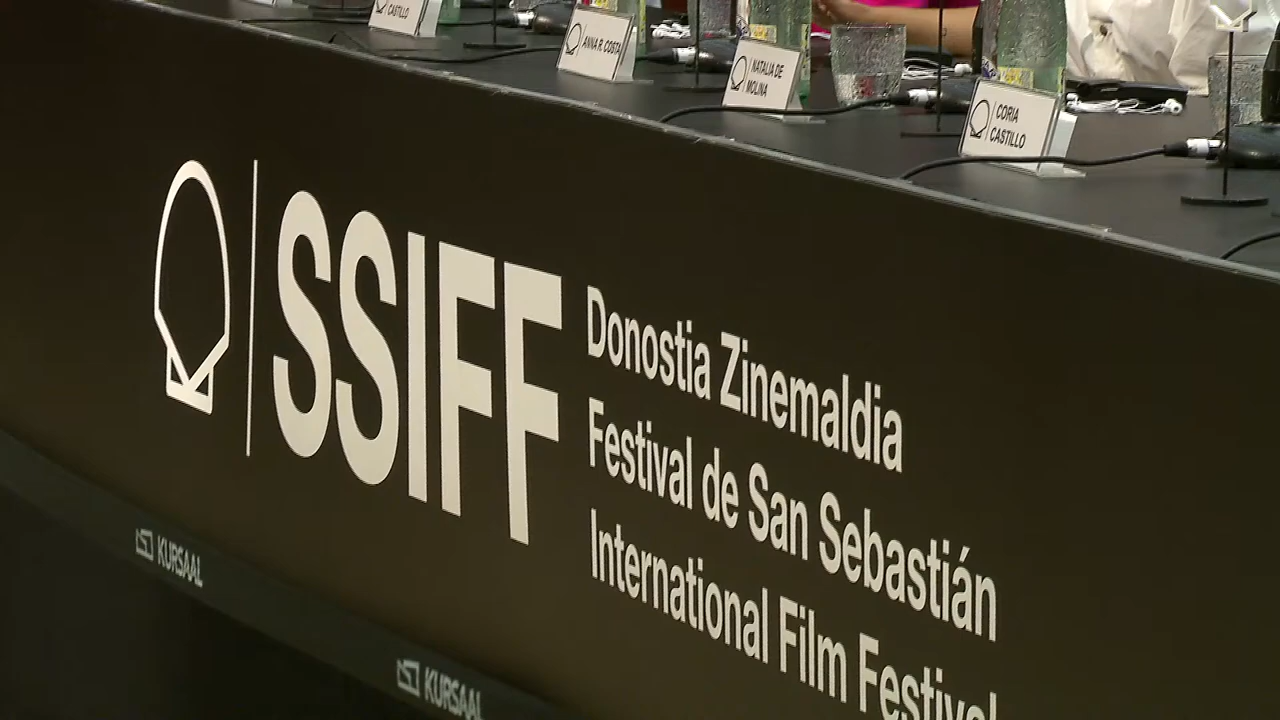 CASTILLO
ANNA R. COSTA
NATALIA DE
MOLINA
CORIA
CASTILLO
SSIFF
Donostia Zinemaldia
Festival de San Sebastián
International Film Festival
KURSAAL
KURSAAL